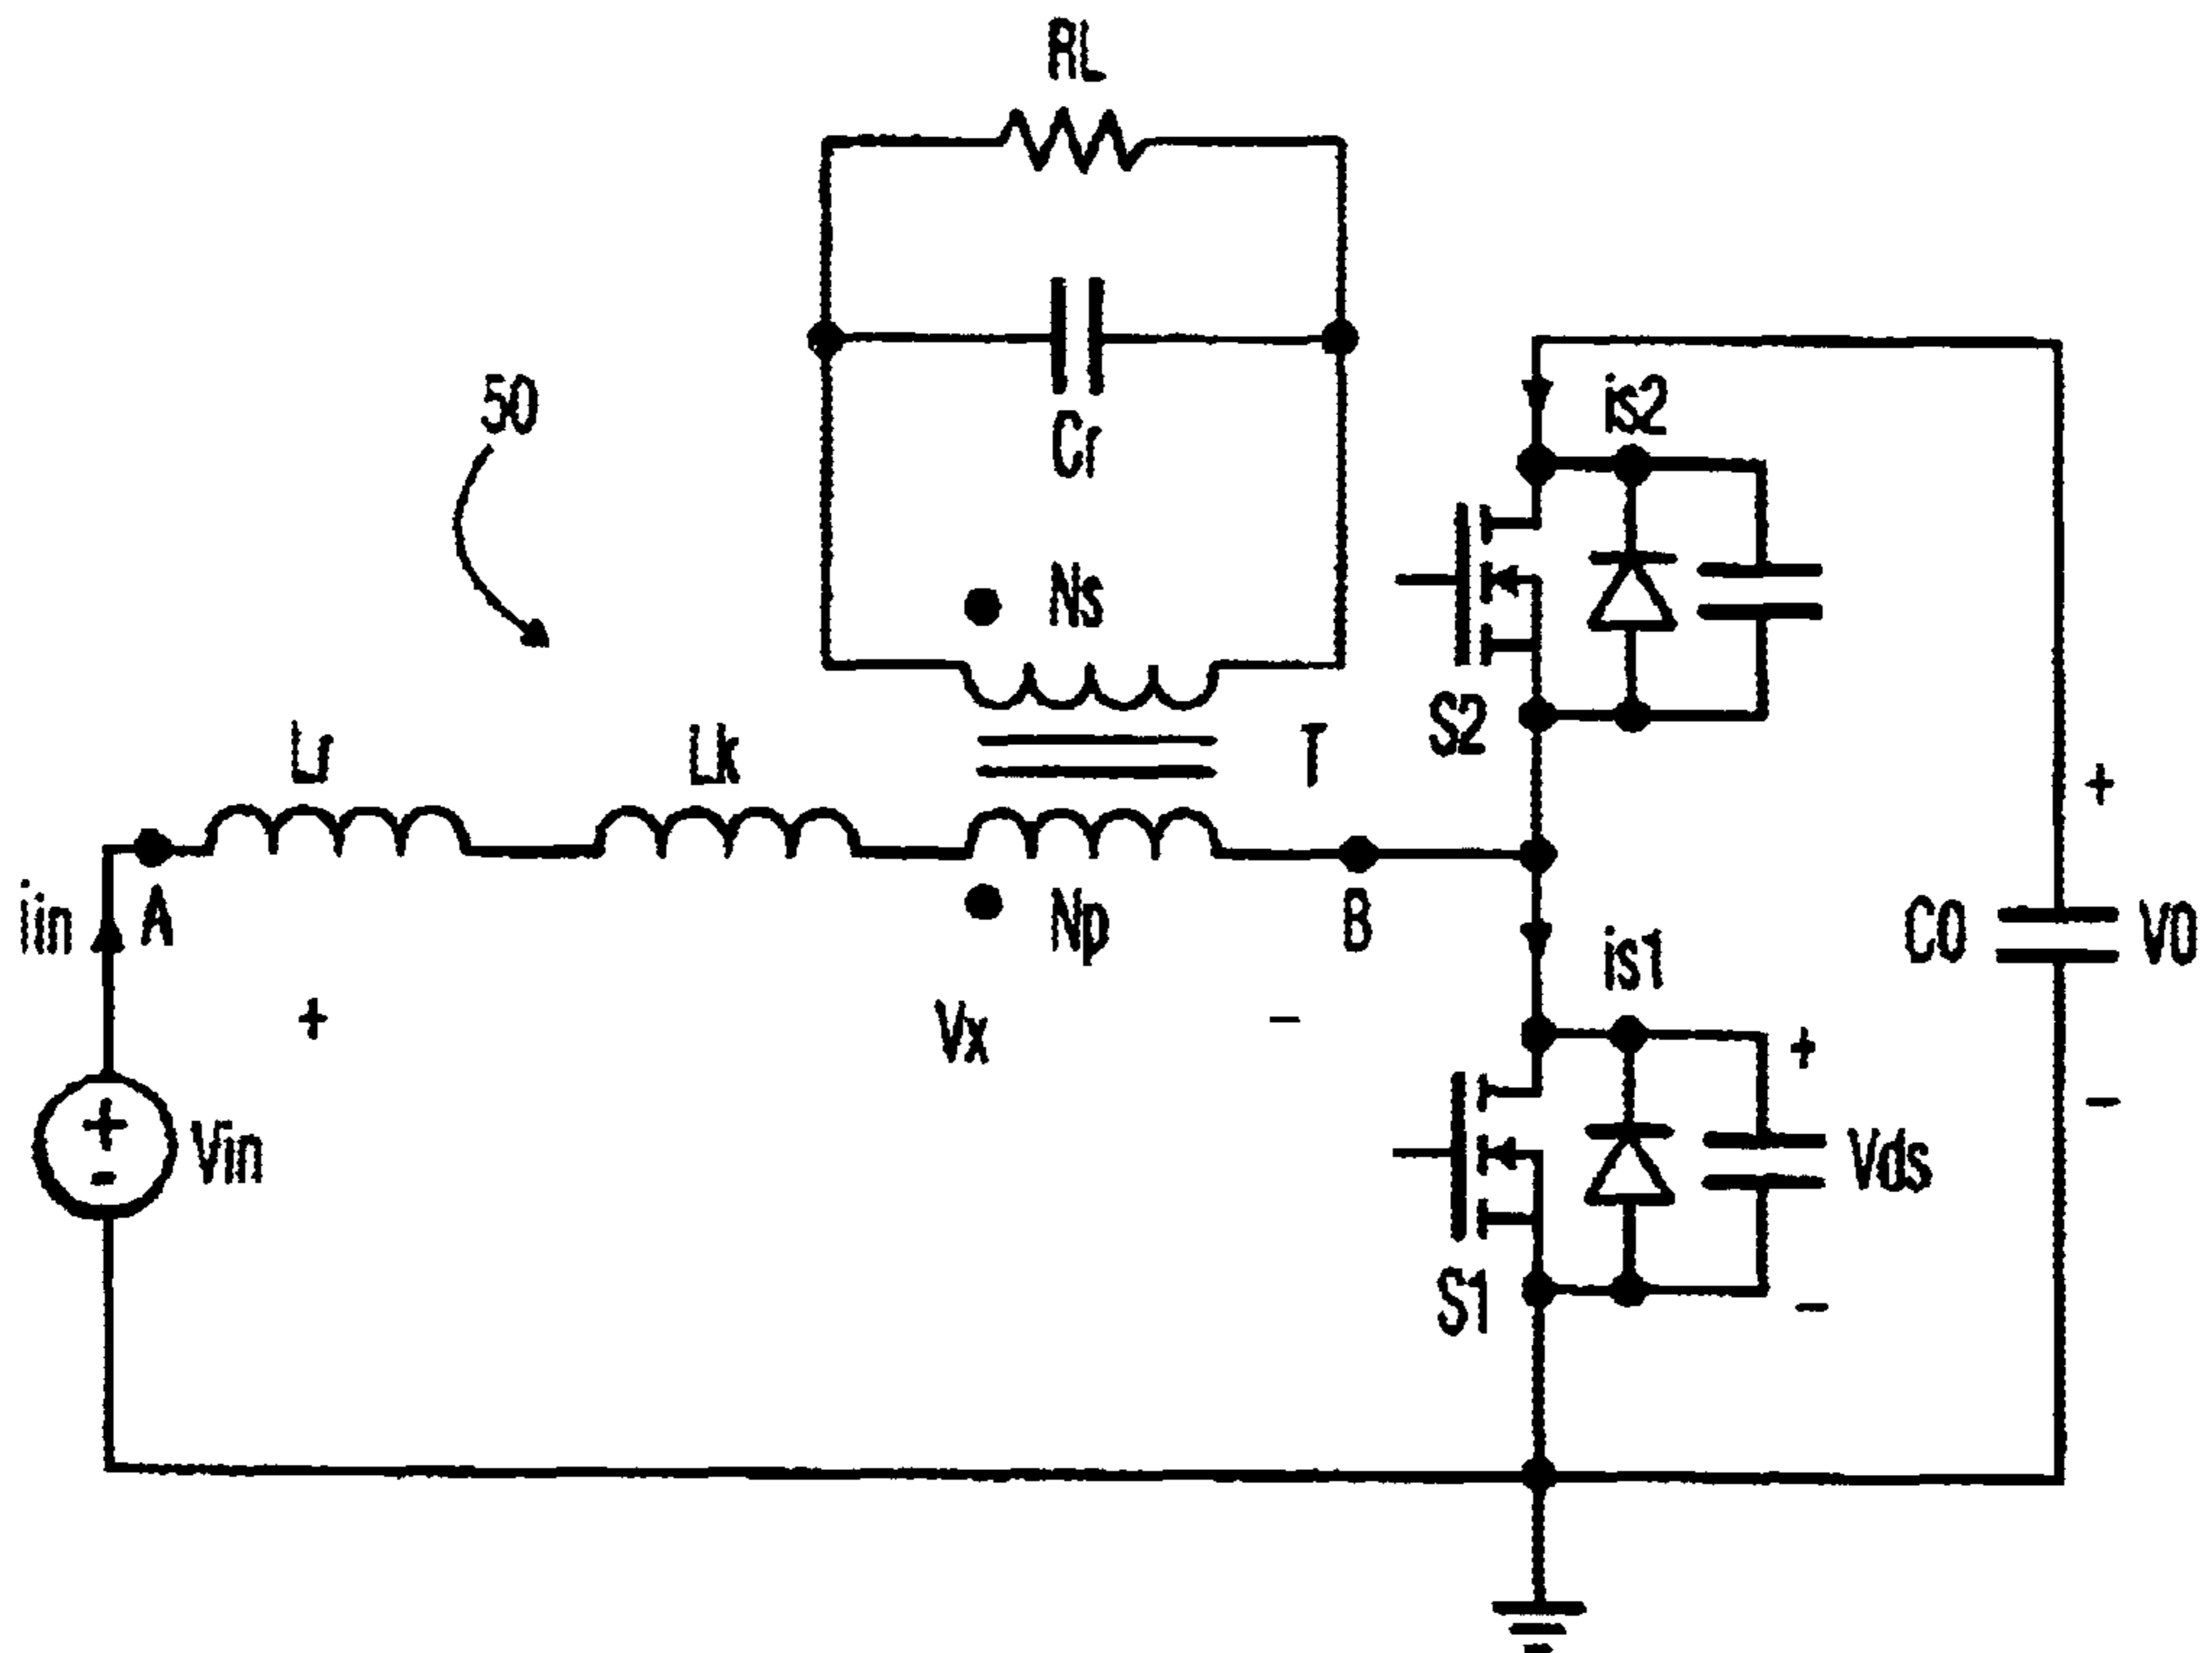 RL
50
Cr
is2
Ns
S2
Lr
Lk
T
+
iin
A
Np
B
is1
C0
V0
+
Vx
−
+
+
-
Vin
Vds
−
S1
−